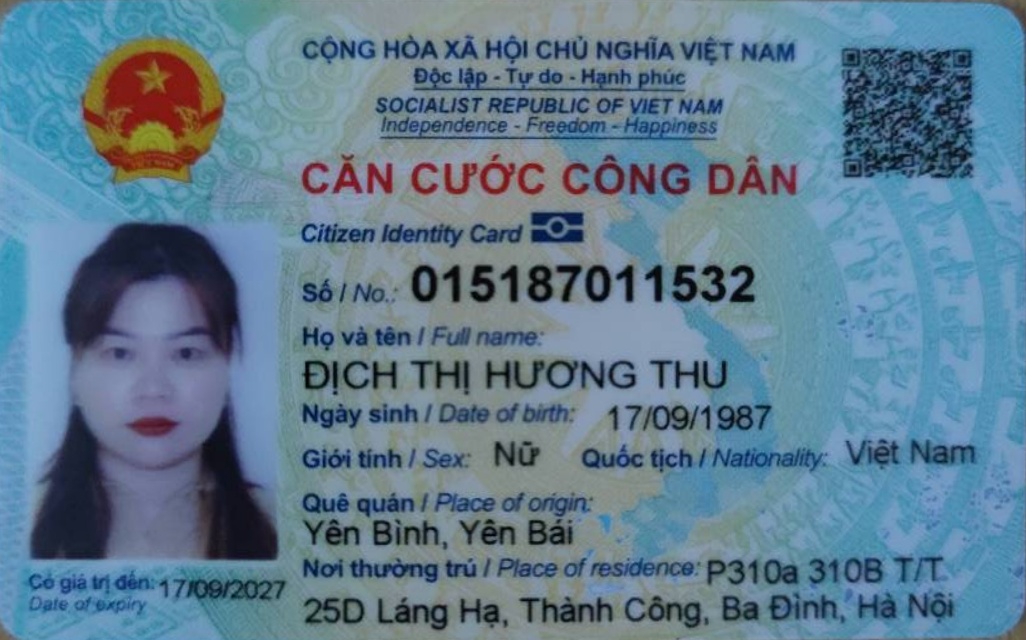 CỘNG HÒA XÃ HỘI CHỦ NGHĨA VIỆT NAM
Độc lập - Tự do - Hạnh phúc
SOCIALIST REPUBLIC OF VIET NAM
Independence - Freedom - Happiness
CĂN CƯỚC CÔNG DÂN
Citizen Identity Card
Số / No.: 015187011532
Họ và tên / Full name:
ĐỊCH THỊ HƯƠNG THU
Ngày sinh / Date of birth: 17/09/1987
Giới tính / Sex: Nữ Quốc tịch / Nationality: Việt Nam
Quê quán / Place of origin:
Yên Bình, Yên Bái
Nơi thường trú / Place of residence: P310a 310B T/T
25D Láng Hạ, Thành Công, Ba Đình, Hà Nội
Có giá trị đến: 17/09/2027
Date of expiry